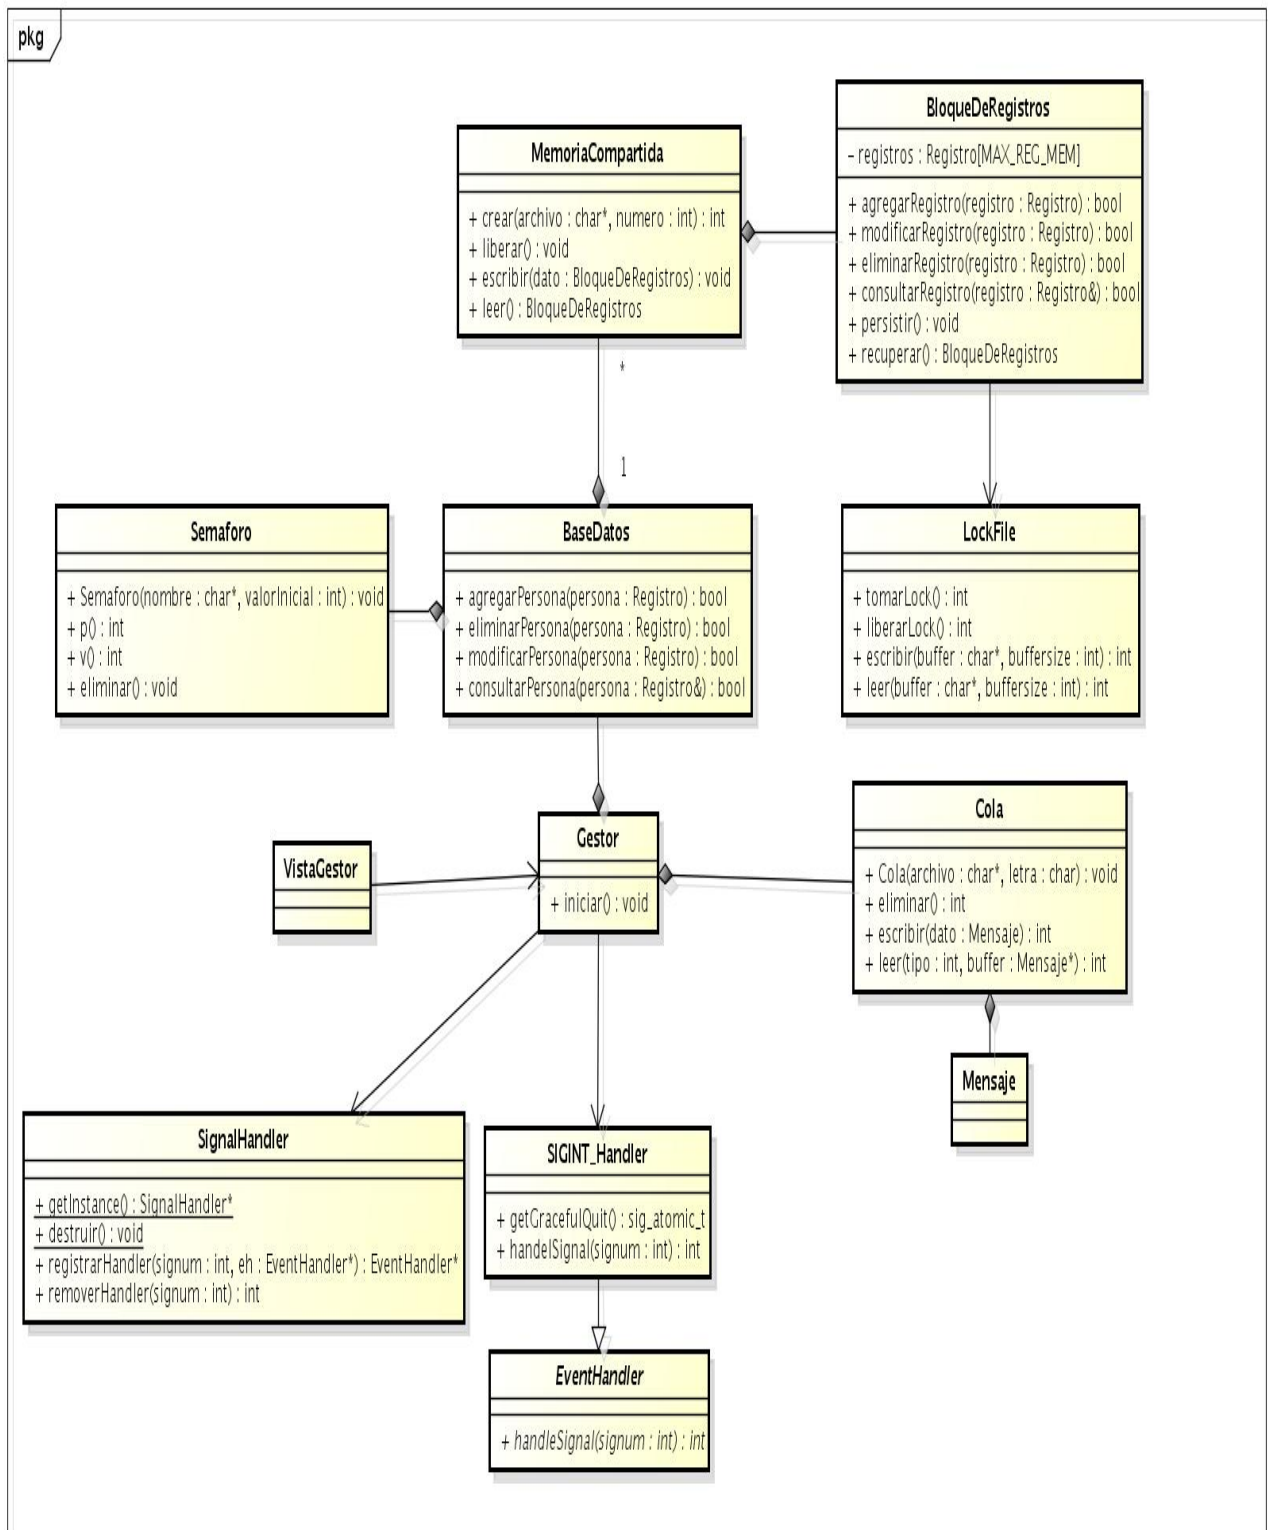 pkg
BloqueDeRegistros
- registros : Registro[MAX_REG_MEM]
+ agregarRegistro(registro : Registro) : bool
+ modificarRegistro(registro : Registro) : bool
+ eliminarRegistro(registro : Registro) : bool
+ consultarRegistro(registro : Registro&) : bool
+ persistir() : void
+ recuperar() : BloqueDeRegistros
MemoriaCompartida
+ crear(archivo : char*, numero : int) : int
+ liberar() : void
+ escribir(dato : BloqueDeRegistros) : void
+ leer() : BloqueDeRegistros
*
1
Semaforo
+ Semaforo(nombre : char*, valorInicial : int) : void
+ p() : int
+ v() : int
+ eliminar() : void
BaseDatos
+ agregarPersona(persona : Registro) : bool
+ eliminarPersona(persona : Registro) : bool
+ modificarPersona(persona : Registro) : bool
+ consultarPersona(persona : Registro&) : bool
LockFile
+ tomarLock() : int
+ liberarLock() : int
+ escribir(buffer : char*, buffersize : int) : int
+ leer(buffer : char*, buffersize : int) : int
VistaGestor
Gestor
+ iniciar() : void
Cola
+ Cola(archivo : char*, letra : char) : void
+ eliminar() : int
+ escribir(dato : Mensaje) : int
+ leer(tipo : int, buffer : Mensaje*) : int
Mensaje
SignalHandler
+ getInstance() : SignalHandler*
+ destruir() : void
+ registrarHandler(signum : int, eh : EventHandler*) : EventHandler*
+ removerHandler(signum : int) : int
SIGINT_Handler
+ getGracefulQuit() : sig_atomic_t
+ handelSignal(signum : int) : int
EventHandler
+ handleSignal(signum : int) : int